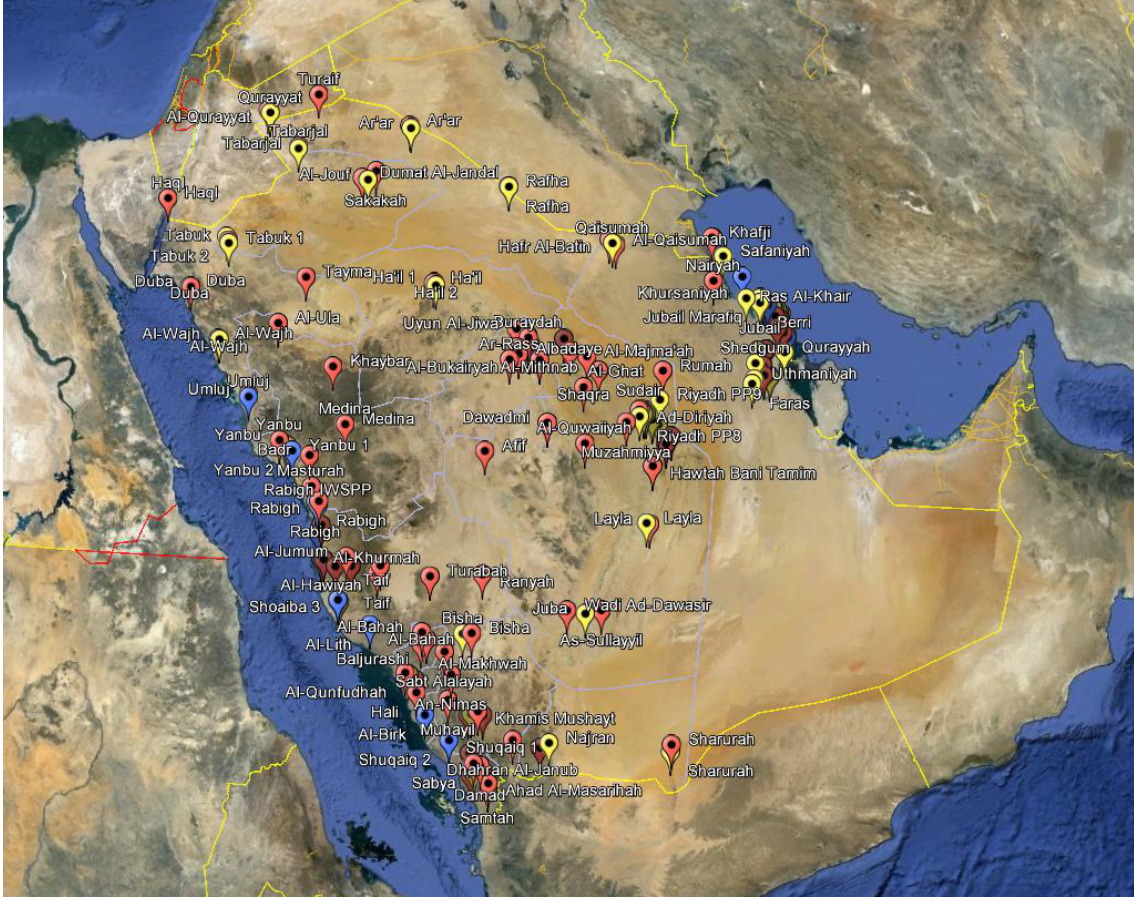 Turaif
Qurayyat
Al-Qurayyat
Ar'ar
Ar'ar
Tabarjal
Tabarjal
Al-Jouf
Dumat Al-Jandal
Sakakah
Rafha
Rafha
Haql
Haql
Tabuk
Tabuk 1
Tabuk 2
Qaisumah
Al-Qaisumah
Hafr Al-Batin
Khafji
Safaniyah
Nairyah
Duba
Duba
Duba
Tayma
Ha'il 1
Ha'il
Ha'il 2
Khursaniyah
Ras Al-Khair
Jubail Marafiq
Jubail
Berri
Al-Ula
Al-Wajh
Al-Wajh
Al-Wajh
Uyun Al-Jiwa
Buraydah
Ar-Rass
Albadaye
Al-Majma'ah
Shedgum
Qurayyah
Khaybar
Al-Bukairyah
Al-Mithnab
Al-Ghat
Rumah
Uthmaniyah
Umluj
Umluj
Shaqra
Sudair
Riyadh PP9
Faras
Medina
Medina
Dawadmi
Al-Quwaiiyah
Ad-Diriyah
Riyadh PP8
Yanbu
Yanbu
Yanbu 1
Badr
Afif
Muzahmiyya
Yanbu 2
Masturah
Hawtah Bani Tamim
Rabigh IWSPP
Rabigh
Rabigh
Rabigh
Layla
Layla
Al-Jumum
Al-Khurmah
Al-Hawiyah
Taif
Taif
Turabah
Ranyah
Shoaiba 3
Juba
Wadi Ad-Dawasir
As-Sullayyil
Al-Bahah
Bisha
Bisha
Al-Lith
Al-Bahah
Baljurashi
Al-Makhwah
Sabt Alalayah
Al-Qunfudhah
An-Nimas
Hali
Khamis Mushayt
Al-Birk
Muhayil
Najran
Sharurah
Sharurah
Shuqaiq 1
Shuqaiq 2
Dhahran Al-Janub
Sabya
Damad
Ahad Al-Masarihah
Samtah